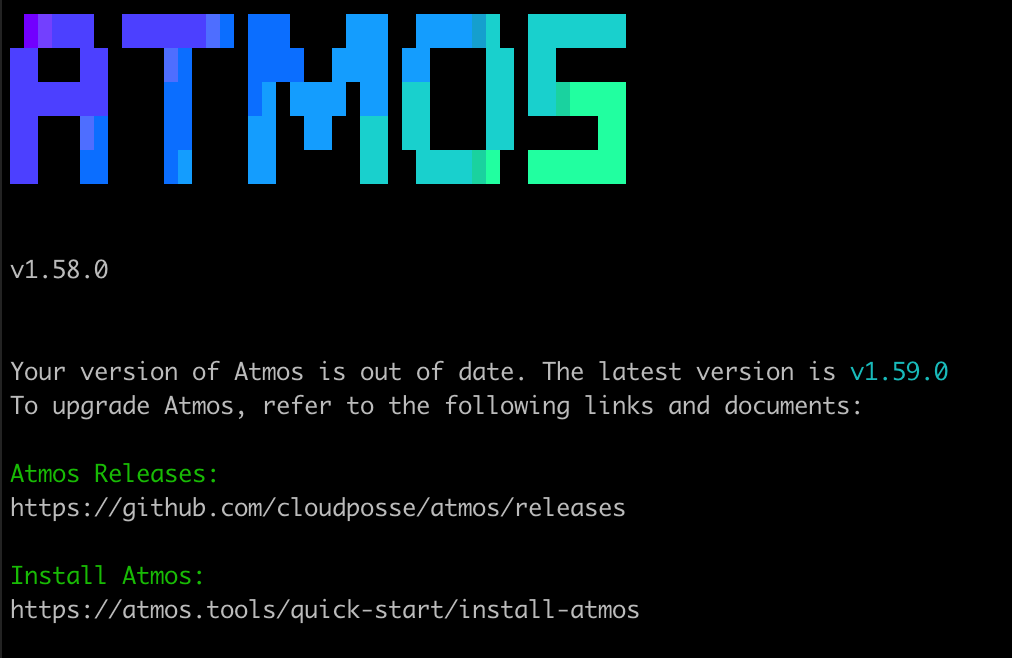 ATMOS
v1.58.0
Your version of Atmos is out of date. The latest version is v1.59.0
To upgrade Atmos, refer to the following links and documents:
Atmos Releases:
https://github.com/cloudposse/atmos/releases
Install Atmos:
https://atmos.tools/quick-start/install-atmos